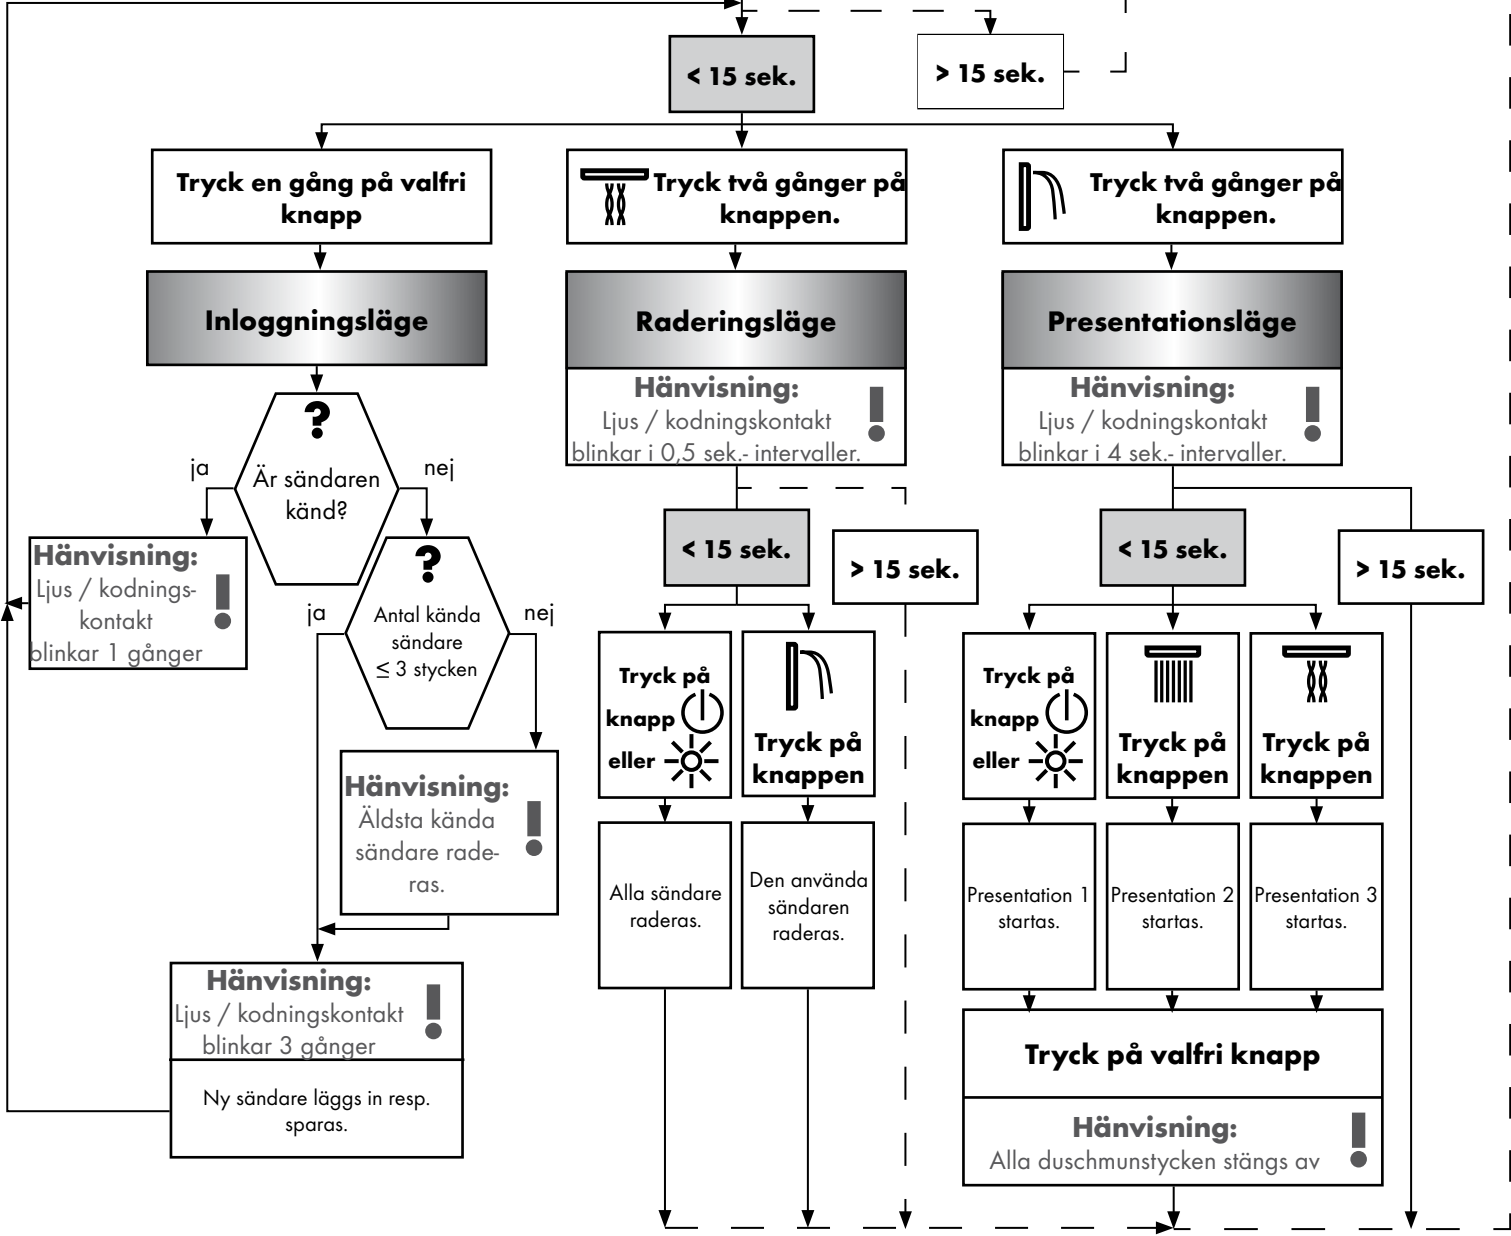 < 15 sek.
> 15 sek.
Tryck en gång på valfri
knapp
Tryck två gånger på
knappen.
Tryck två gånger på
knappen.
Inloggningsläge
Raderingsläge
Presentationsläge
Hänvisning:
Ljus / kodningskontakt
blinkar i 0,5 sek.- intervaller.
Hänvisning:
Ljus / kodningskontakt
blinkar i 4 sek.- intervaller.
?
Är sändaren
känd?
ja
nej
Hänvisning:
Ljus / kodnings-
kontakt
blinkar 1 gånger
?
Antal kända
sändare
≤ 3 stycken
ja
nej
Hänvisning:
Äldsta kända
sändare rade-
ras.
Hänvisning:
Ljus / kodningskontakt
blinkar 3 gånger
Ny sändare läggs in resp.
sparas.
< 15 sek.
> 15 sek.
Tryck på
knapp
eller
Tryck på
knappen
Alla sändare
raderas.
Den använda
sändaren
raderas.
< 15 sek.
> 15 sek.
Tryck på
knapp
eller
Tryck på
knappen
Tryck på
knappen
Presentation 1
startas.
Presentation 2
startas.
Presentation 3
startas.
Tryck på valfri knapp
Hänvisning:
Alla duschmunstycken stängs av